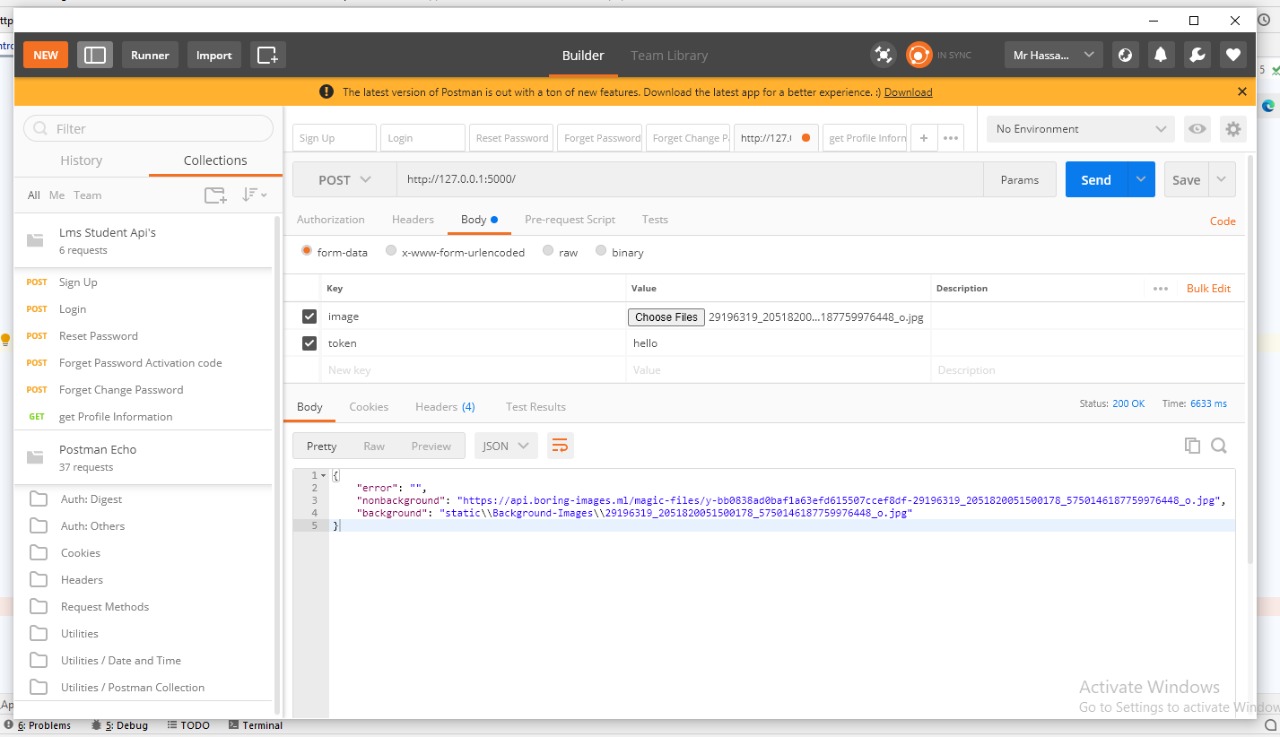 NEW
Runner
Import
Builder
Team Library
IN SYNC
Mr Hassa...
The latest version of Postman is out with a ton of new features. Download the latest app for a better experience. :) Download
Filter
History
Collections
All Me Team
Lms Student Api's
6 requests
POST Sign Up
POST Login
POST Reset Password
POST Forget Password Activation code
POST Forget Change Password
GET get Profile Information
Postman Echo
37 requests
Auth: Digest
Auth: Others
Cookies
Headers
Request Methods
Utilities
Utilities / Date and Time
Utilities / Postman Collection
Sign Up
Login
Reset Password
Forget Password
Forget Change P
http://127.
get Profile Inform
No Environment
POST
http://127.0.0.1:5000/
Params
Send
Save
Authorization
Headers
Body
Pre-request Script
Tests
Code
form-data
x-www-form-urlencoded
raw
binary
Key
Value
Description
Bulk Edit
image
Choose Files 29196319_20518200...187759976448_o.jpg
token
hello
New key
Value
Description
Body
Cookies
Headers (4)
Test Results
Status: 200 OK
Time: 6633 ms
Pretty
Raw
Preview
JSON
1 {
2 "error": "",
3 "nonbackground": "https://api.boring-images.ml/magic-files/y-bb0838ad0baf1a63efd615507ccef8df-29196319_2051820051500178_5750146187759976448_o.jpg",
4 "background": "static\\Background-Images\\29196319_2051820051500178_5750146187759976448_o.jpg"
5 }
Activate Windows
Go to Settings to activate Windows
6: Problems
5: Debug
TODO
Terminal